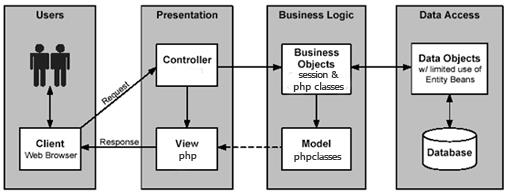 Users
Presentation
Business Logic
Data Access
Controller
Business
Objects
session &
php classes
Data Objects
w/ limited use of
Entity Beans
Request
Client
Web Browser
Response
View
php
Model
phpclasses
Database